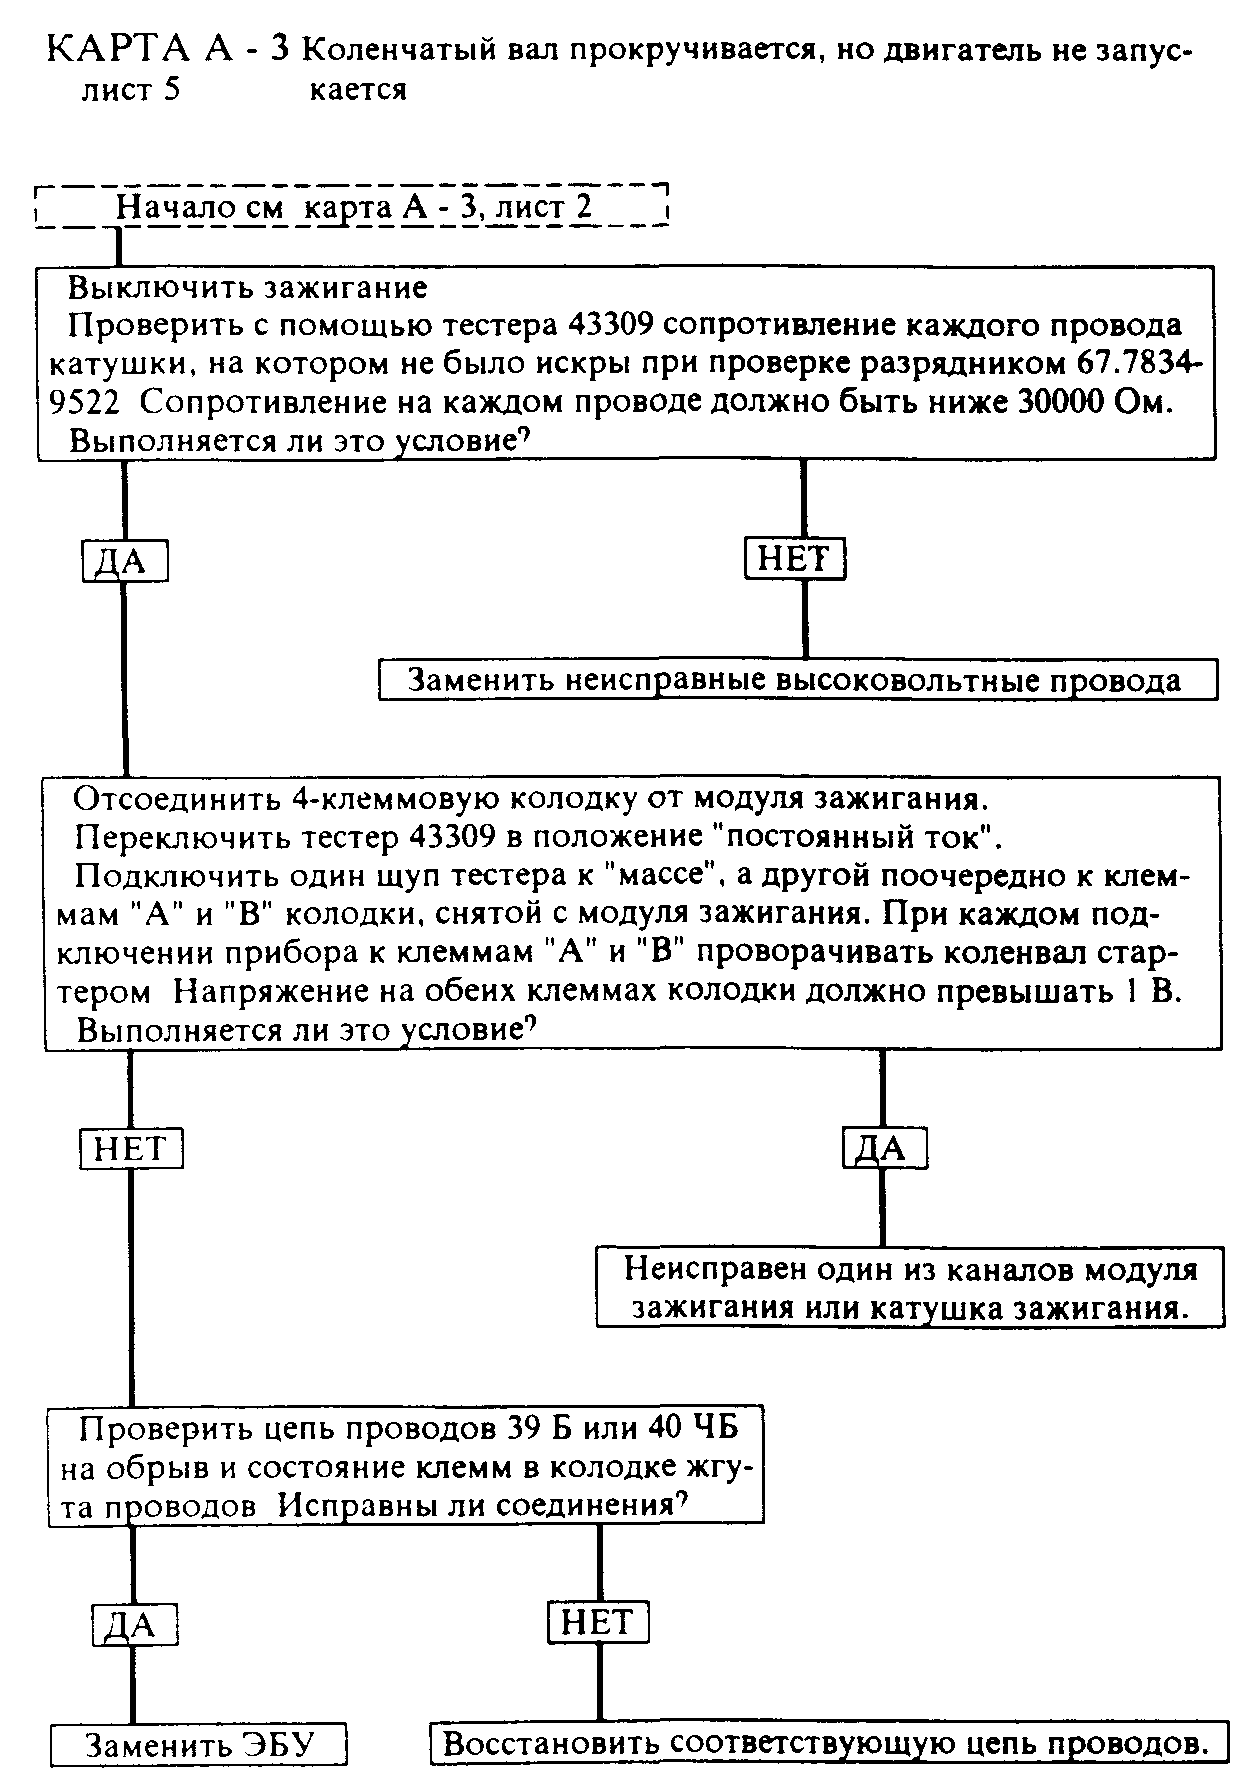 КАРТА А - 3 Коленчатый вал прокручивается, но двигатель не запус-
лист 5 кается
Начало см карта А - 3, лист 2
Выключить зажигание
Проверить с помощью тестера 43309 сопротивление каждого провода
катушки, на котором не было искры при проверке разрядником 67.7834-
9522 Сопротивление на каждом проводе должно быть ниже 30000 Ом.
Выполняется ли это условие?
ДА
НЕТ
Заменить неисправные высоковольтные провода
Отсоединить 4-клеммовую колодку от модуля зажигания.
Переключить тестер 43309 в положение "постоянный ток".
Подключить один щуп тестера к "массе", а другой поочередно к клем-
мам "А" и "В" колодки, снятой с модуля зажигания. При каждом под-
ключении прибора к клеммам "А" и "В" проворачивать коленвал стар-
тером Напряжение на обеих клеммах колодки должно превышать 1 В.
Выполняется ли это условие?
НЕТ
ДА
Неисправен один из каналов модуля
зажигания или катушка зажигания.
Проверить цепь проводов 39 Б или 40 ЧБ
на обрыв и состояние клемм в колодке жгу-
та проводов Исправны ли соединения?
ДА
НЕТ
Заменить ЭБУ
Восстановить соответствующую цепь проводов.